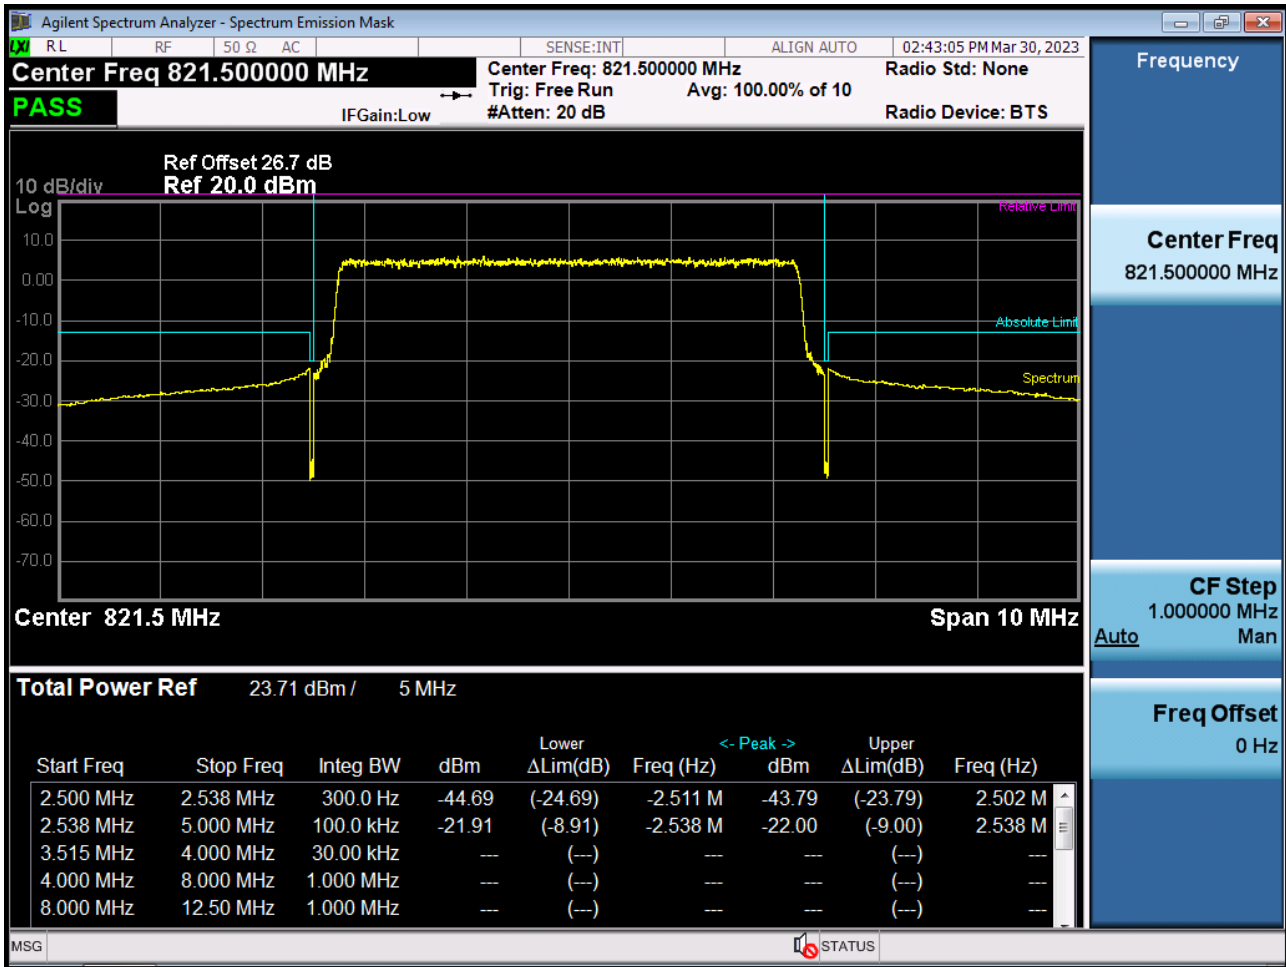 Agilent Spectrum Analyzer - Spectrum Emission Mask
LXI RL RF 50 Ω AC SENSE:INT ALIGN AUTO 02:43:05 PM Mar 30, 2023
Center Freq 821.500000 MHz
Center Freq: 821.500000 MHz Radio Std: None
Trig: Free Run Avg: 100.00% of 10
PASS
IFGain:Low #Atten: 20 dB Radio Device: BTS
Ref Offset 26.7 dB
10 dB/div Ref 20.0 dBm
Log
Relative Limit
10.0
0.00
-10.0
Absolute Limit
-20.0
Spectrum
-30.0
-40.0
-50.0
-60.0
-70.0
Center 821.5 MHz Span 10 MHz
Total Power Ref 23.71 dBm / 5 MHz
Lower <- Peak -> Upper
Start Freq Stop Freq Integ BW dBm ΔLim(dB) Freq (Hz) dBm ΔLim(dB) Freq (Hz)
2.500 MHz 2.538 MHz 300.0 Hz -44.69 (-24.69) -2.511 M -43.79 (-23.79) 2.502 M
2.538 MHz 5.000 MHz 100.0 kHz -21.91 (-8.91) -2.538 M -22.00 (-9.00) 2.538 M
3.515 MHz 4.000 MHz 30.00 kHz --- (---) --- --- (---) ---
4.000 MHz 8.000 MHz 1.000 MHz --- (---) --- --- (---) ---
8.000 MHz 12.50 MHz 1.000 MHz --- (---) --- --- (---) ---
MSG STATUS
Frequency
Center Freq
821.500000 MHz
CF Step
1.000000 MHz
Auto Man
Freq Offset
0 Hz